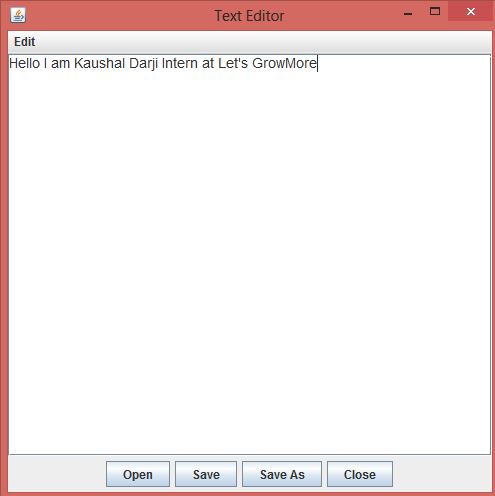 Text Editor
Edit
Hello I am Kaushal Darji Intern at Let's GrowMore
Open Save Save As Close